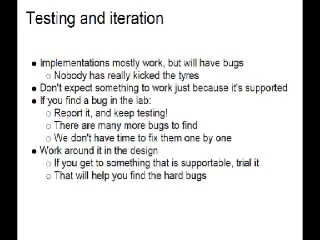 Testing and iteration
● Implementations mostly work, but will have bugs
○ Nobody has really kicked the tyres
● Don't expect something to work just because it's supported
● If you find a bug in the lab:
○ Report it, and keep testing!
○ There are many more bugs to find
○ We don't have time to fix them one by one
● Work around it in the design
○ If you get to something that is supportable, trial it
○ That will help you find the hard bugs